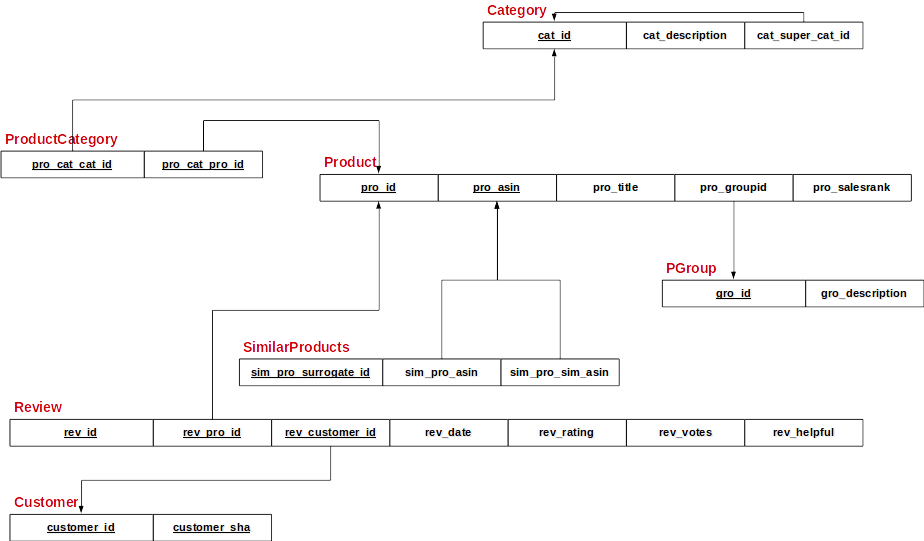 Category
cat_id cat_description cat_super_cat_id
ProductCategory
pro_cat_cat_id pro_cat_pro_id
Product
pro_id pro_asin pro_title pro_groupid pro_salesrank
PGroup
gro_id gro_description
SimilarProducts
sim_pro_surrogate_id sim_pro_asin sim_pro_sim_asin
Review
rev_id rev_pro_id rev_customer_id rev_date rev_rating rev_votes rev_helpful
Customer
customer_id customer_sha